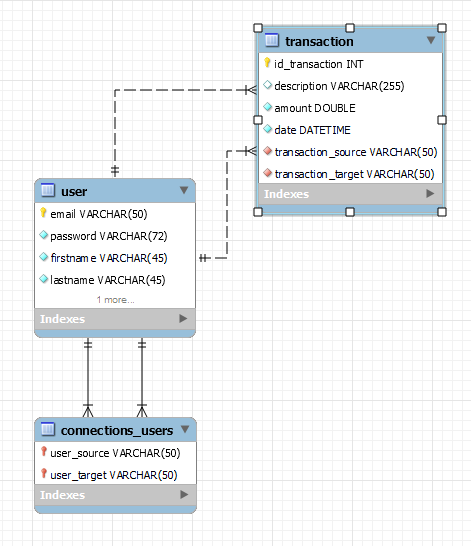 transaction
id_transaction INT
description VARCHAR(255)
amount DOUBLE
date DATETIME
transaction_source VARCHAR(50)
transaction_target VARCHAR(50)
Indexes
user
email VARCHAR(50)
password VARCHAR(72)
firstname VARCHAR(45)
lastname VARCHAR(45)
1 more...
Indexes
connections_users
user_source VARCHAR(50)
user_target VARCHAR(50)
Indexes